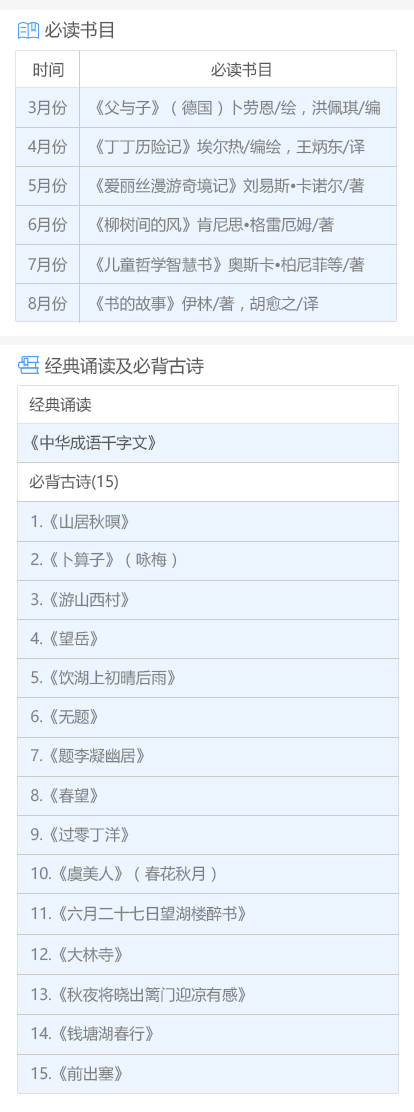 必读书目
时间 必读书目
3月份 《父与子》（德国）卜劳恩/绘，洪佩琪/编
4月份 《丁丁历险记》埃尔热/编绘，王炳东/译
5月份 《爱丽丝漫游奇境记》刘易斯•卡诺尔/著
6月份 《柳树间的风》肯尼思•格雷厄姆/著
7月份 《儿童哲学智慧书》奥斯卡•柏尼菲等/著
8月份 《书的故事》伊林/著，胡愈之/译
经典诵读及必背古诗
经典诵读
《中华成语千字文》
必背古诗(15)
1.《山居秋暝》
2.《卜算子》（咏梅）
3.《游山西村》
4.《望岳》
5.《饮湖上初晴后雨》
6.《无题》
7.《题李凝幽居》
8.《春望》
9.《过零丁洋》
10.《虞美人》（春花秋月）
11.《六月二十七日望湖楼醉书》
12.《大林寺》
13.《秋夜将晓出篱门迎凉有感》
14.《钱塘湖春行》
15.《前出塞》